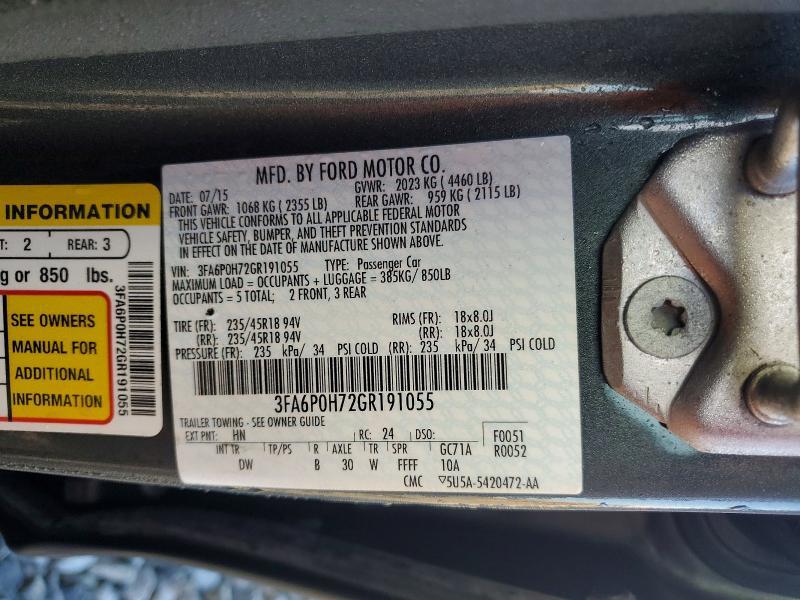 INFORMATION
T: 2 REAR: 3
g or 850 lbs.
SEE OWNERS
MANUAL FOR
ADDITIONAL
INFORMATION
3FA6P0H72GR191055
MFD. BY FORD MOTOR CO.
DATE: 07/15 GVWR: 2023 KG ( 4460 LB)
FRONT GAWR: 1068 KG ( 2355 LB) REAR GAWR: 959 KG ( 2115 LB)
THIS VEHICLE CONFORMS TO ALL APPLICABLE FEDERAL MOTOR
VEHICLE SAFETY, BUMPER, AND THEFT PREVENTION STANDARDS
IN EFFECT ON THE DATE OF MANUFACTURE SHOWN ABOVE.
VIN: 3FA6P0H72GR191055 TYPE: Passenger Car
MAXIMUM LOAD = OCCUPANTS + LUGGAGE = 385KG/ 850LB
OCCUPANTS = 5 TOTAL; 2 FRONT, 3 REAR
TIRE (FR): 235/45R18 94V RIMS (FR): 18x8.0J
(RR): 235/45R18 94V (RR): 18x8.0J
PRESSURE (FR): 235 kPa/ 34 PSI COLD (RR): 235 kPa/ 34 PSI COLD
3FA6P0H72GR191055
TRAILER TOWING - SEE OWNER GUIDE
EXT PNT: HN RC: 24 DSO: F0051
INT TR TP/PS R AXLE TR SPR GC71A R0052
DW B 30 W FFFF 10A
CMC ▽5U5A-5420472-AA